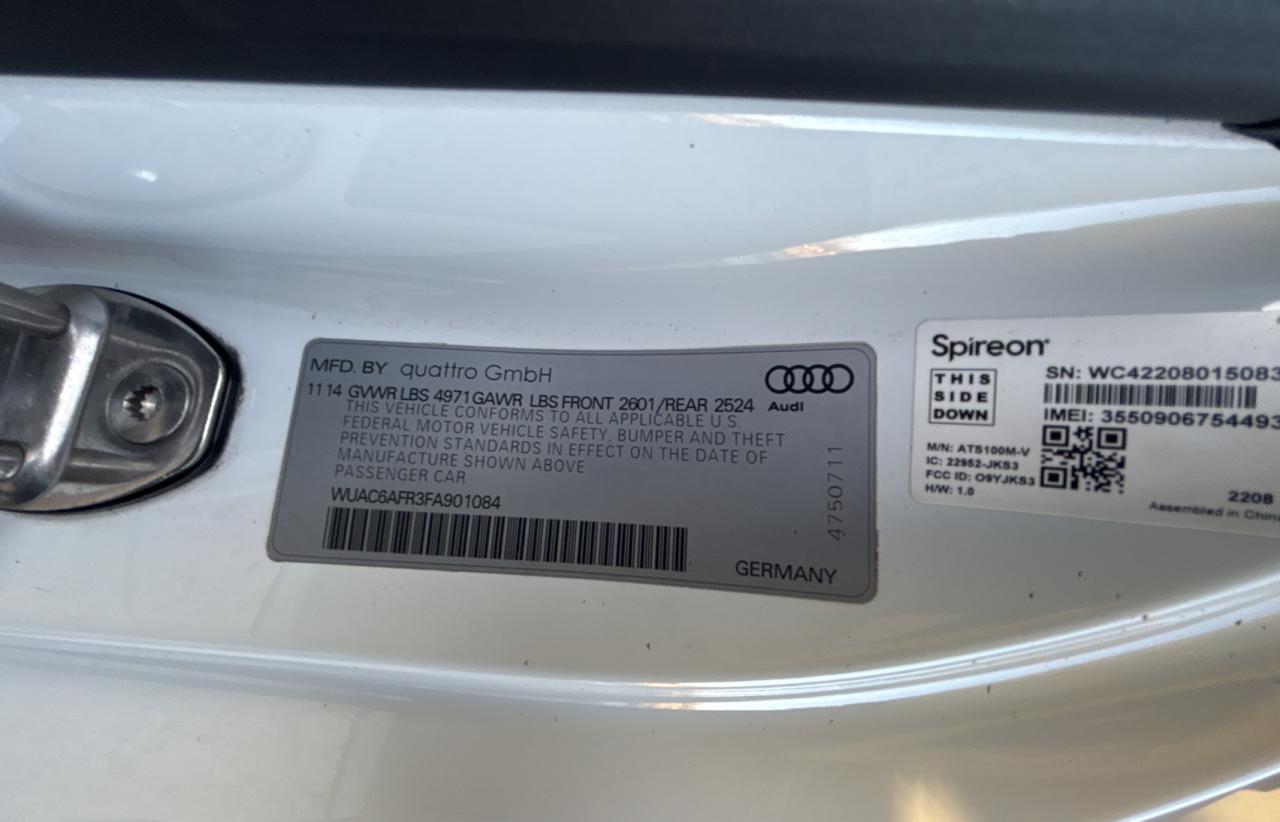 MFD. BY quattro GmbH
Audi
11 14 GVWR LBS 4971 GAWR LBS FRONT 2601/REAR 2524
THIS VEHICLE CONFORMS TO ALL APPLICABLE U.S.
FEDERAL MOTOR VEHICLE SAFETY, BUMPER AND THEFT
PREVENTION STANDARDS IN EFFECT ON THE DATE OF
MANUFACTURE SHOWN ABOVE
PASSENGER CAR
WUAC6AFR3FA901084
4750711
GERMANY
Spireon
THIS
SIDE
DOWN
SN: WC42208015083
IMEI: 3550906754493
M/N: ATS100M-V
IC: 22952-JKS3
FCC ID: O9YJKS3
H/W: 1.0
2208
Assembled in China